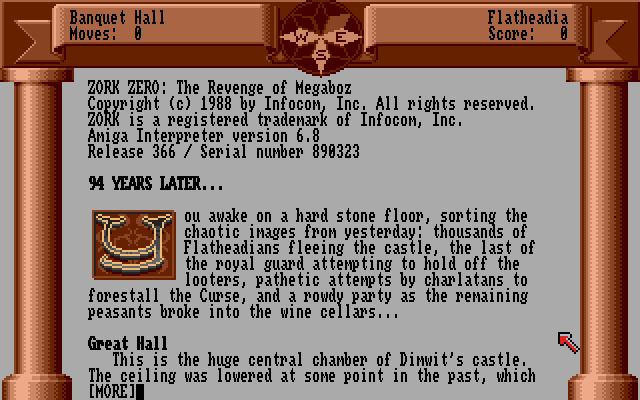 Banquet Hall
Flatheadia
Moves: 0
Score: 0
W E
S
ZORK ZERO: The Revenge of Megaboz
Copyright (c) 1988 by Infocom, Inc. All rights reserved.
ZORK is a registered trademark of Infocom, Inc.
Amiga Interpreter version 6.8
Release 366 / Serial number 890323
94 YEARS LATER...
You awake on a hard stone floor, sorting the
chaotic images from yesterday: thousands of
Flatheadians fleeing the castle, the last of
the royal guard attempting to hold off the
looters, pathetic attempts by charlatans to
forestall the Curse, and a rowdy party as the remaining
peasants broke into the wine cellars...
Great Hall
This is the huge central chamber of Dimwit's castle.
The ceiling was lowered at some point in the past, which
[MORE]